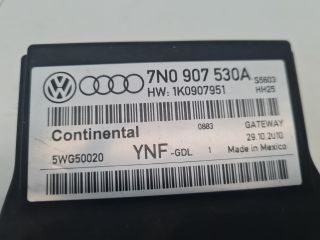 7N0 907 530A S5603
HW: 1K0907951 HH25
Continental 0883 GATEWAY
29.10.2010
5WG50020 YNF -GDL 1 Made in Mexico